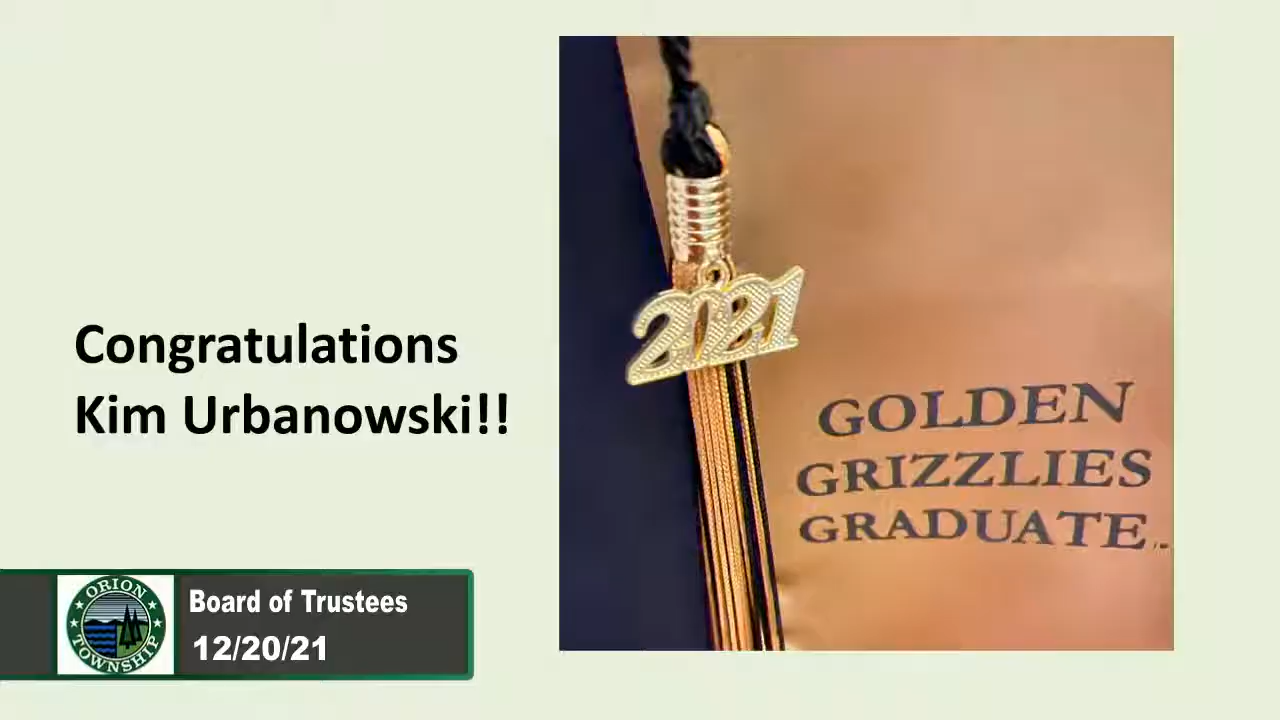 Congratulations
Kim Urbanowski!!
2021
GOLDEN
GRIZZLIES
GRADUATE
ORION
TOWNSHIP
Board of Trustees
12/20/21